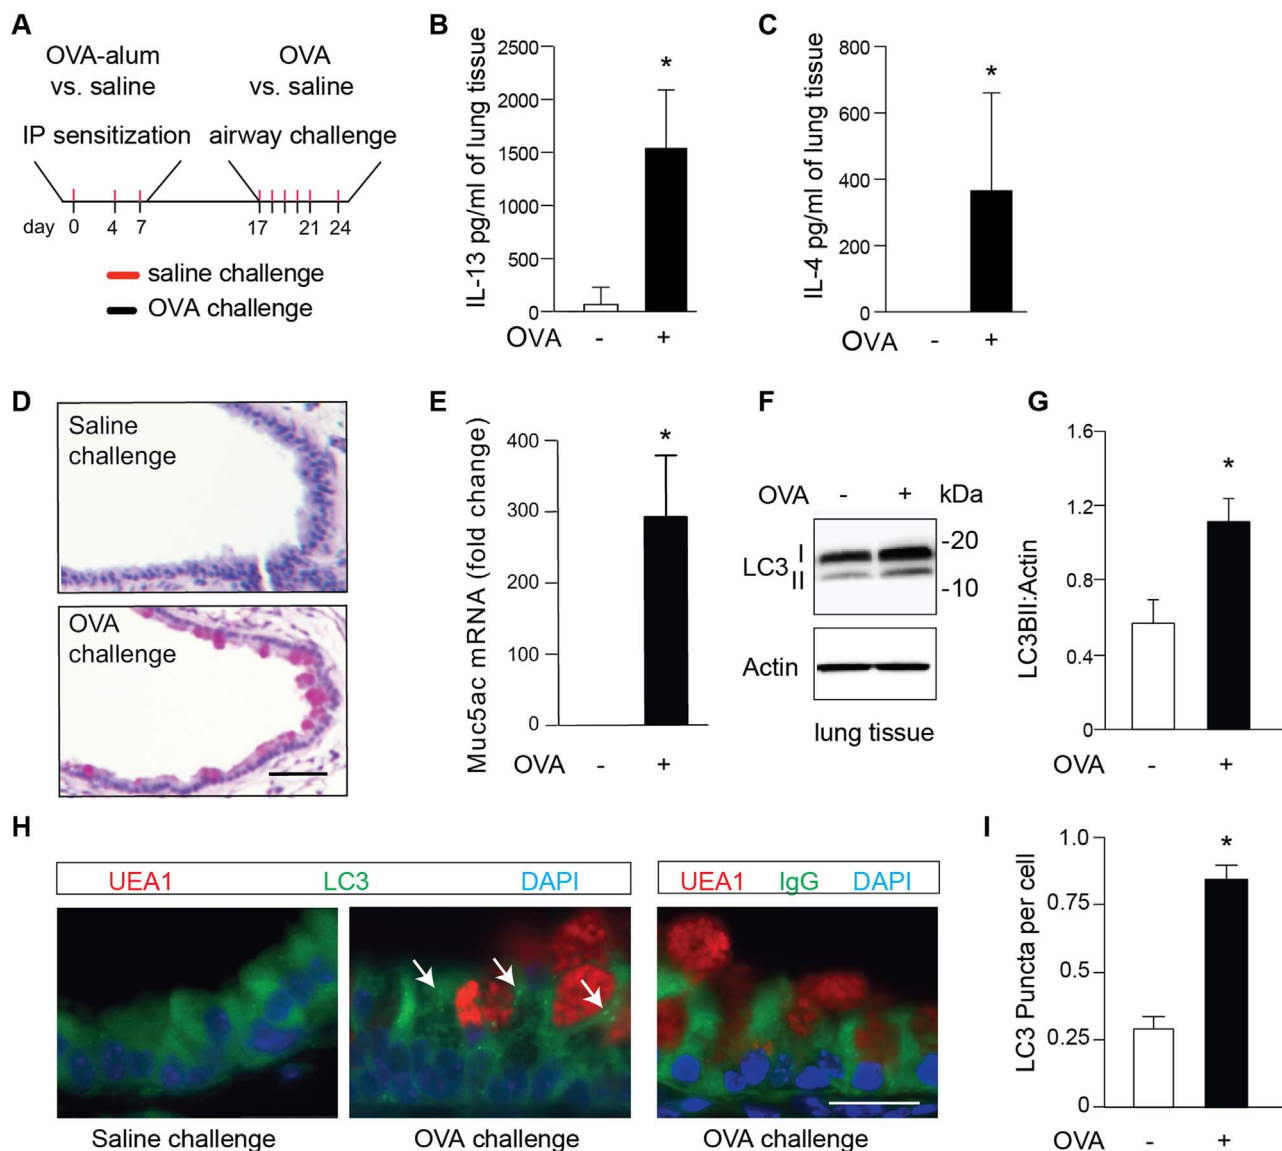 A
OVA-alum
vs. saline
OVA
vs. saline
IP sensitization
airway challenge
day 0 4 7 17 21 24
saline challenge
OVA challenge
B
IL-13 pg/ml of lung tissue
2500
2000
1500
1000
500
0
*
OVA - +
C
IL-4 pg/ml of lung tissue
800
600
400
200
0
*
OVA - +
D
Saline
challenge
OVA
challenge
E
Muc5ac mRNA (fold change)
400
300
200
100
0
*
OVA - +
F
OVA - + kDa
LC3 I
II
-20
-10
Actin
lung tissue
G
LC3BII:Actin
1.6
1.2
0.8
0.4
0
*
OVA - +
H
UEA1 LC3 DAPI
UEA1 IgG DAPI
Saline challenge
OVA challenge
OVA challenge
I
LC3 Puncta per cell
1.0
0.75
0.5
0.25
0
*
OVA - +